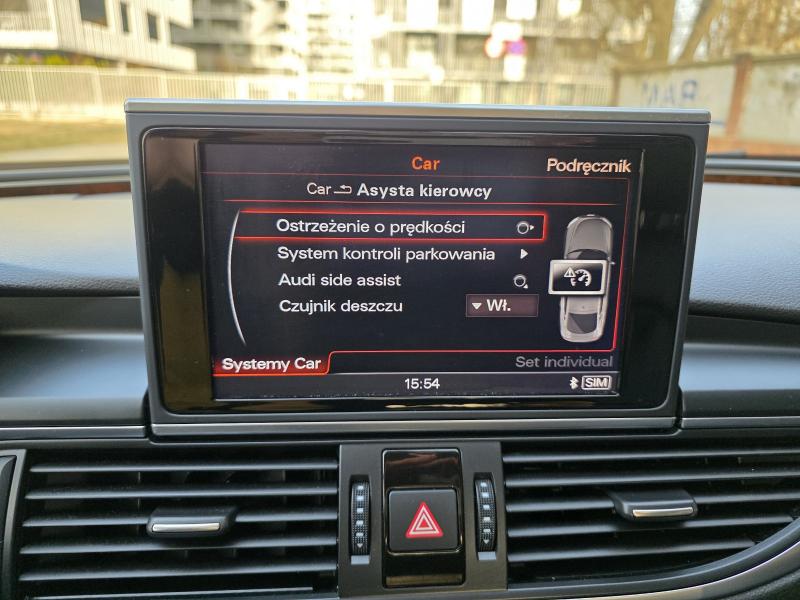 Car
Podręcznik
Car Asysta kierowcy
Ostrzeżenie o prędkości
System kontroli parkowania
Audi side assist
Czujnik deszczu Wł.
Systemy Car
Set individual
15:54
SIM